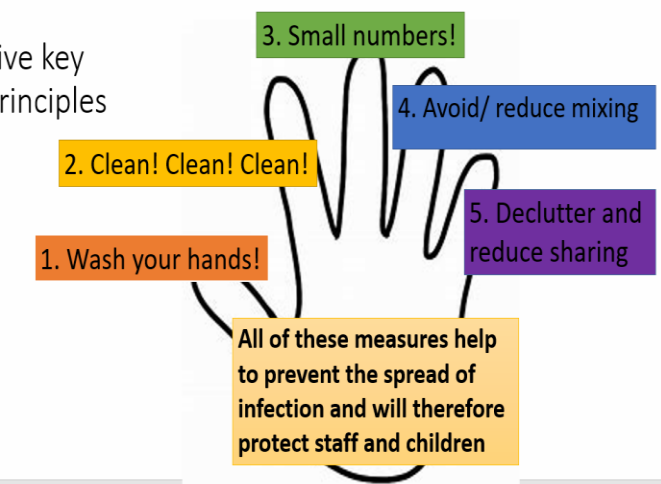 ive key
rinciples
3. Small numbers!
4. Avoid/ reduce mixing
2. Clean! Clean! Clean!
5. Declutter and
reduce sharing
1. Wash your hands!
All of these measures help
to prevent the spread of
infection and will therefore
protect staff and children